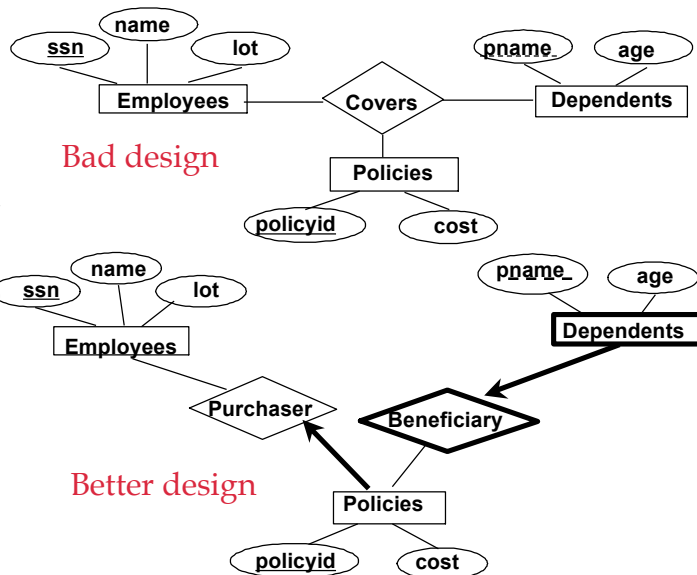 name
ssn
lot
pname
age
Employees
Covers
Dependents
Bad design
Policies
policyid
cost
name
ssn
lot
pname
age
Employees
Dependents
Purchaser
Beneficiary
Better design
Policies
policyid
cost